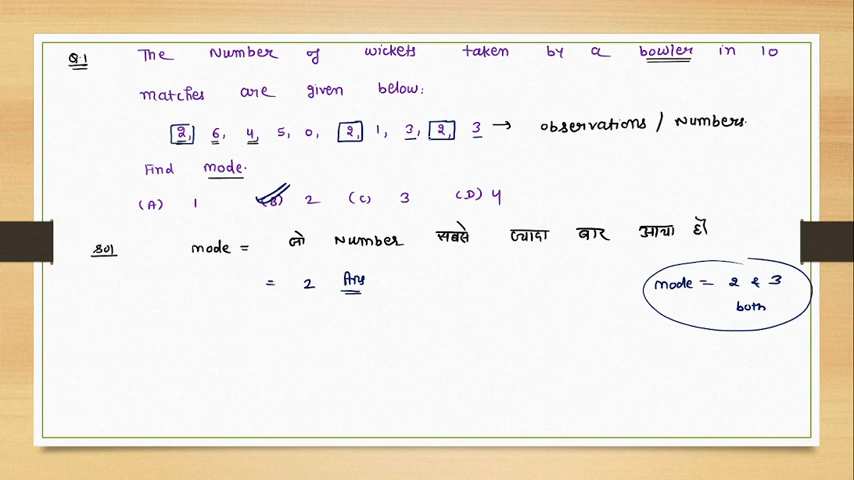 Q.1 The Number of wickets taken by a bowler in 10
matches are given below:
2, 6, 4, 5, 0, 2, 1, 3, 2, 3 → observations / Numbers.
Find mode.
(A) 1 (B) 2 (C) 3 (D) 4
Sol mode = जो Number सबसे ज्यादा बार आया हो
= 2 Ans
mode = 2 & 3
both